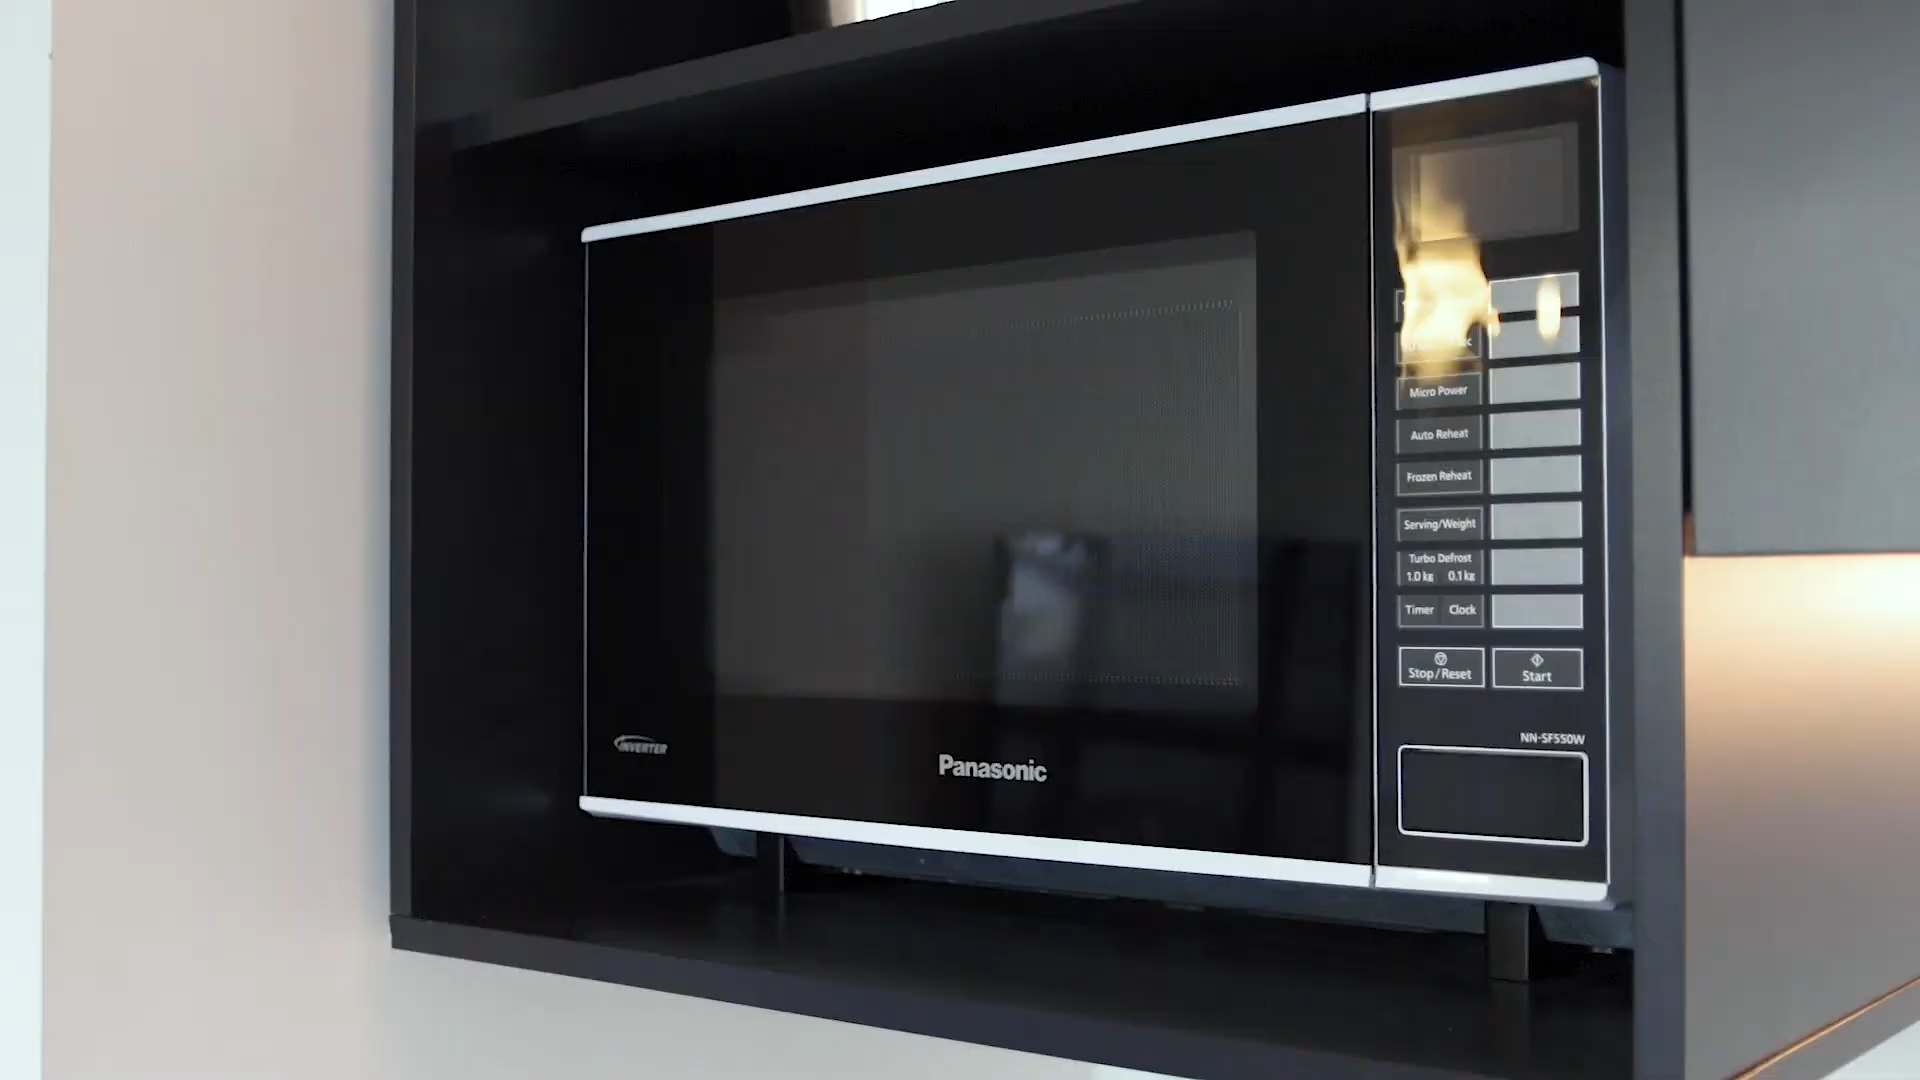 Micro Power
Auto Reheat
Frozen Reheat
Serving/Weight
Turbo Defrost
1.0 kg 0.1 kg
Timer Clock
Stop/Reset Start
NN-SF550W
INVERTER
Panasonic